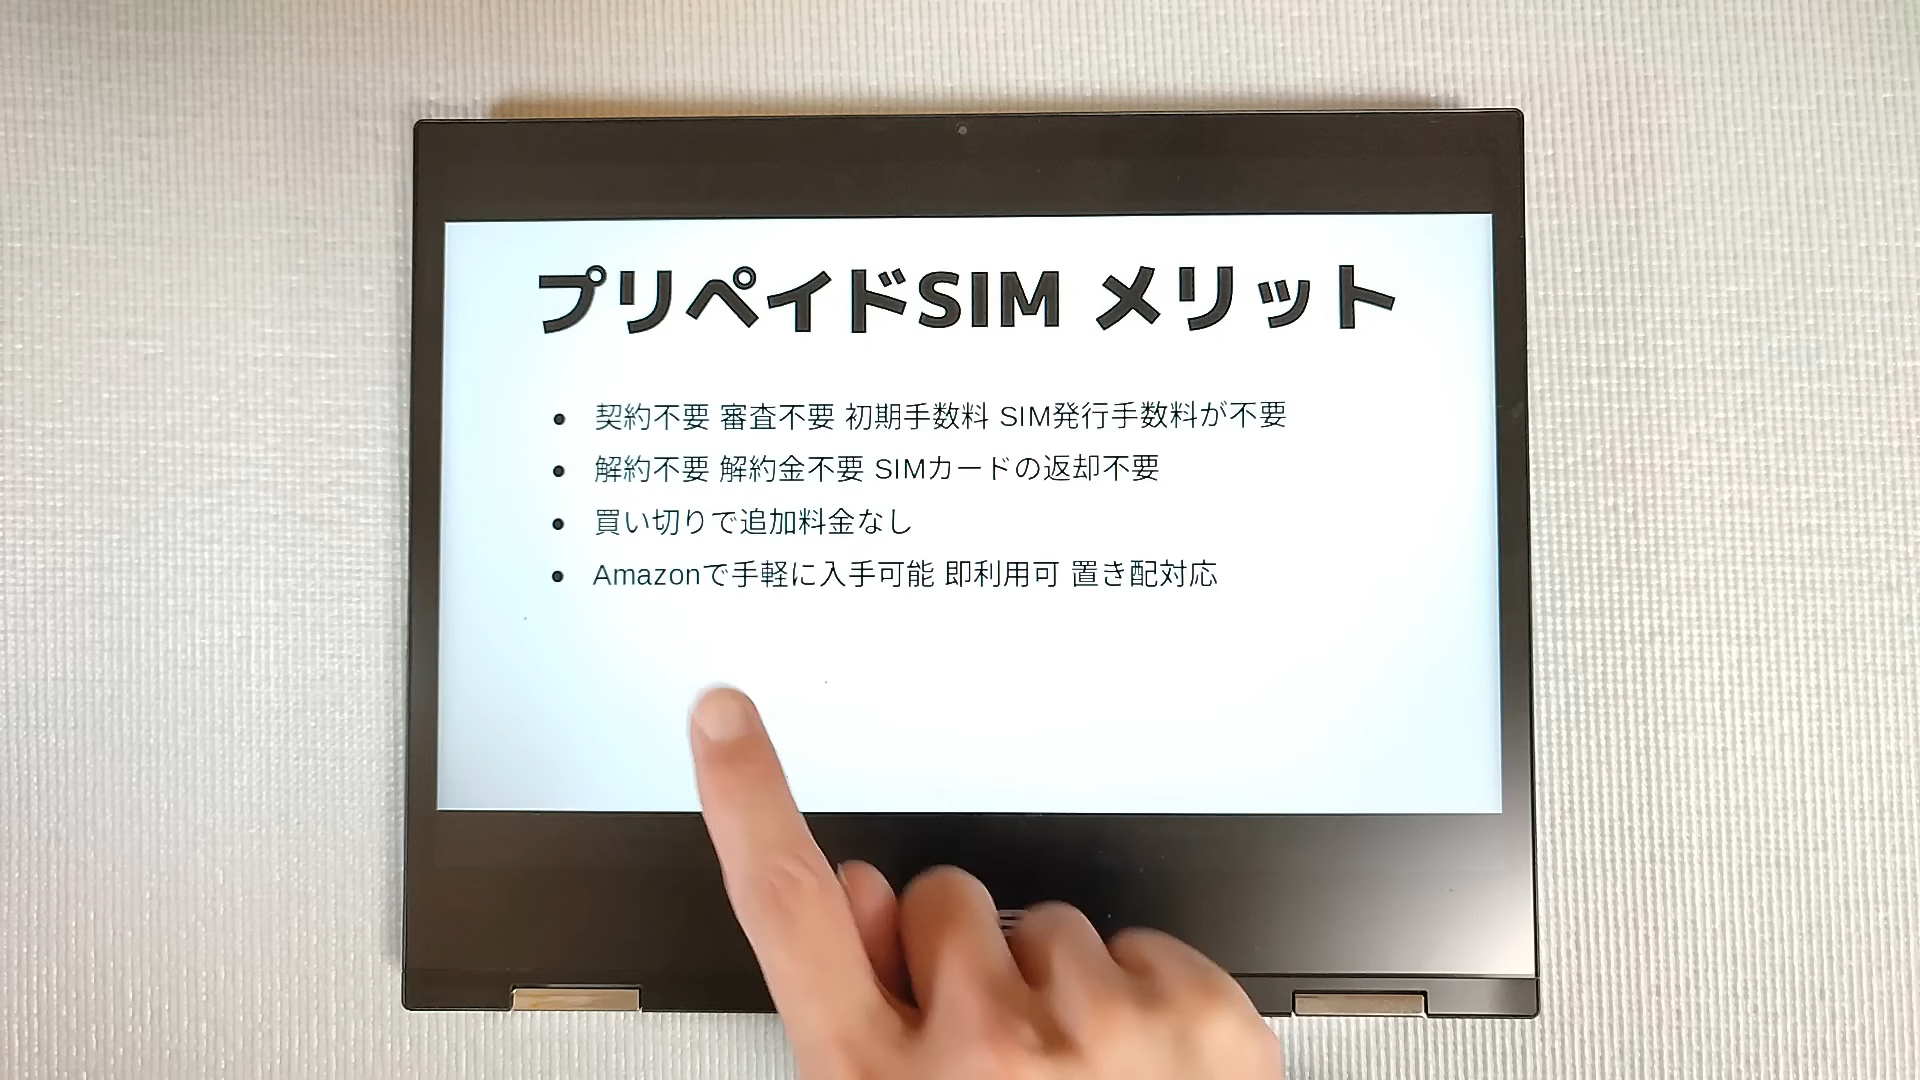 プリペイドSIM メリット
● 契約不要 審査不要 初期手数料 SIM発行手数料が不要
● 解約不要 解約金不要 SIMカードの返却不要
● 買い切りで追加料金なし
● Amazonで手軽に入手可能 即利用可 置き配対応